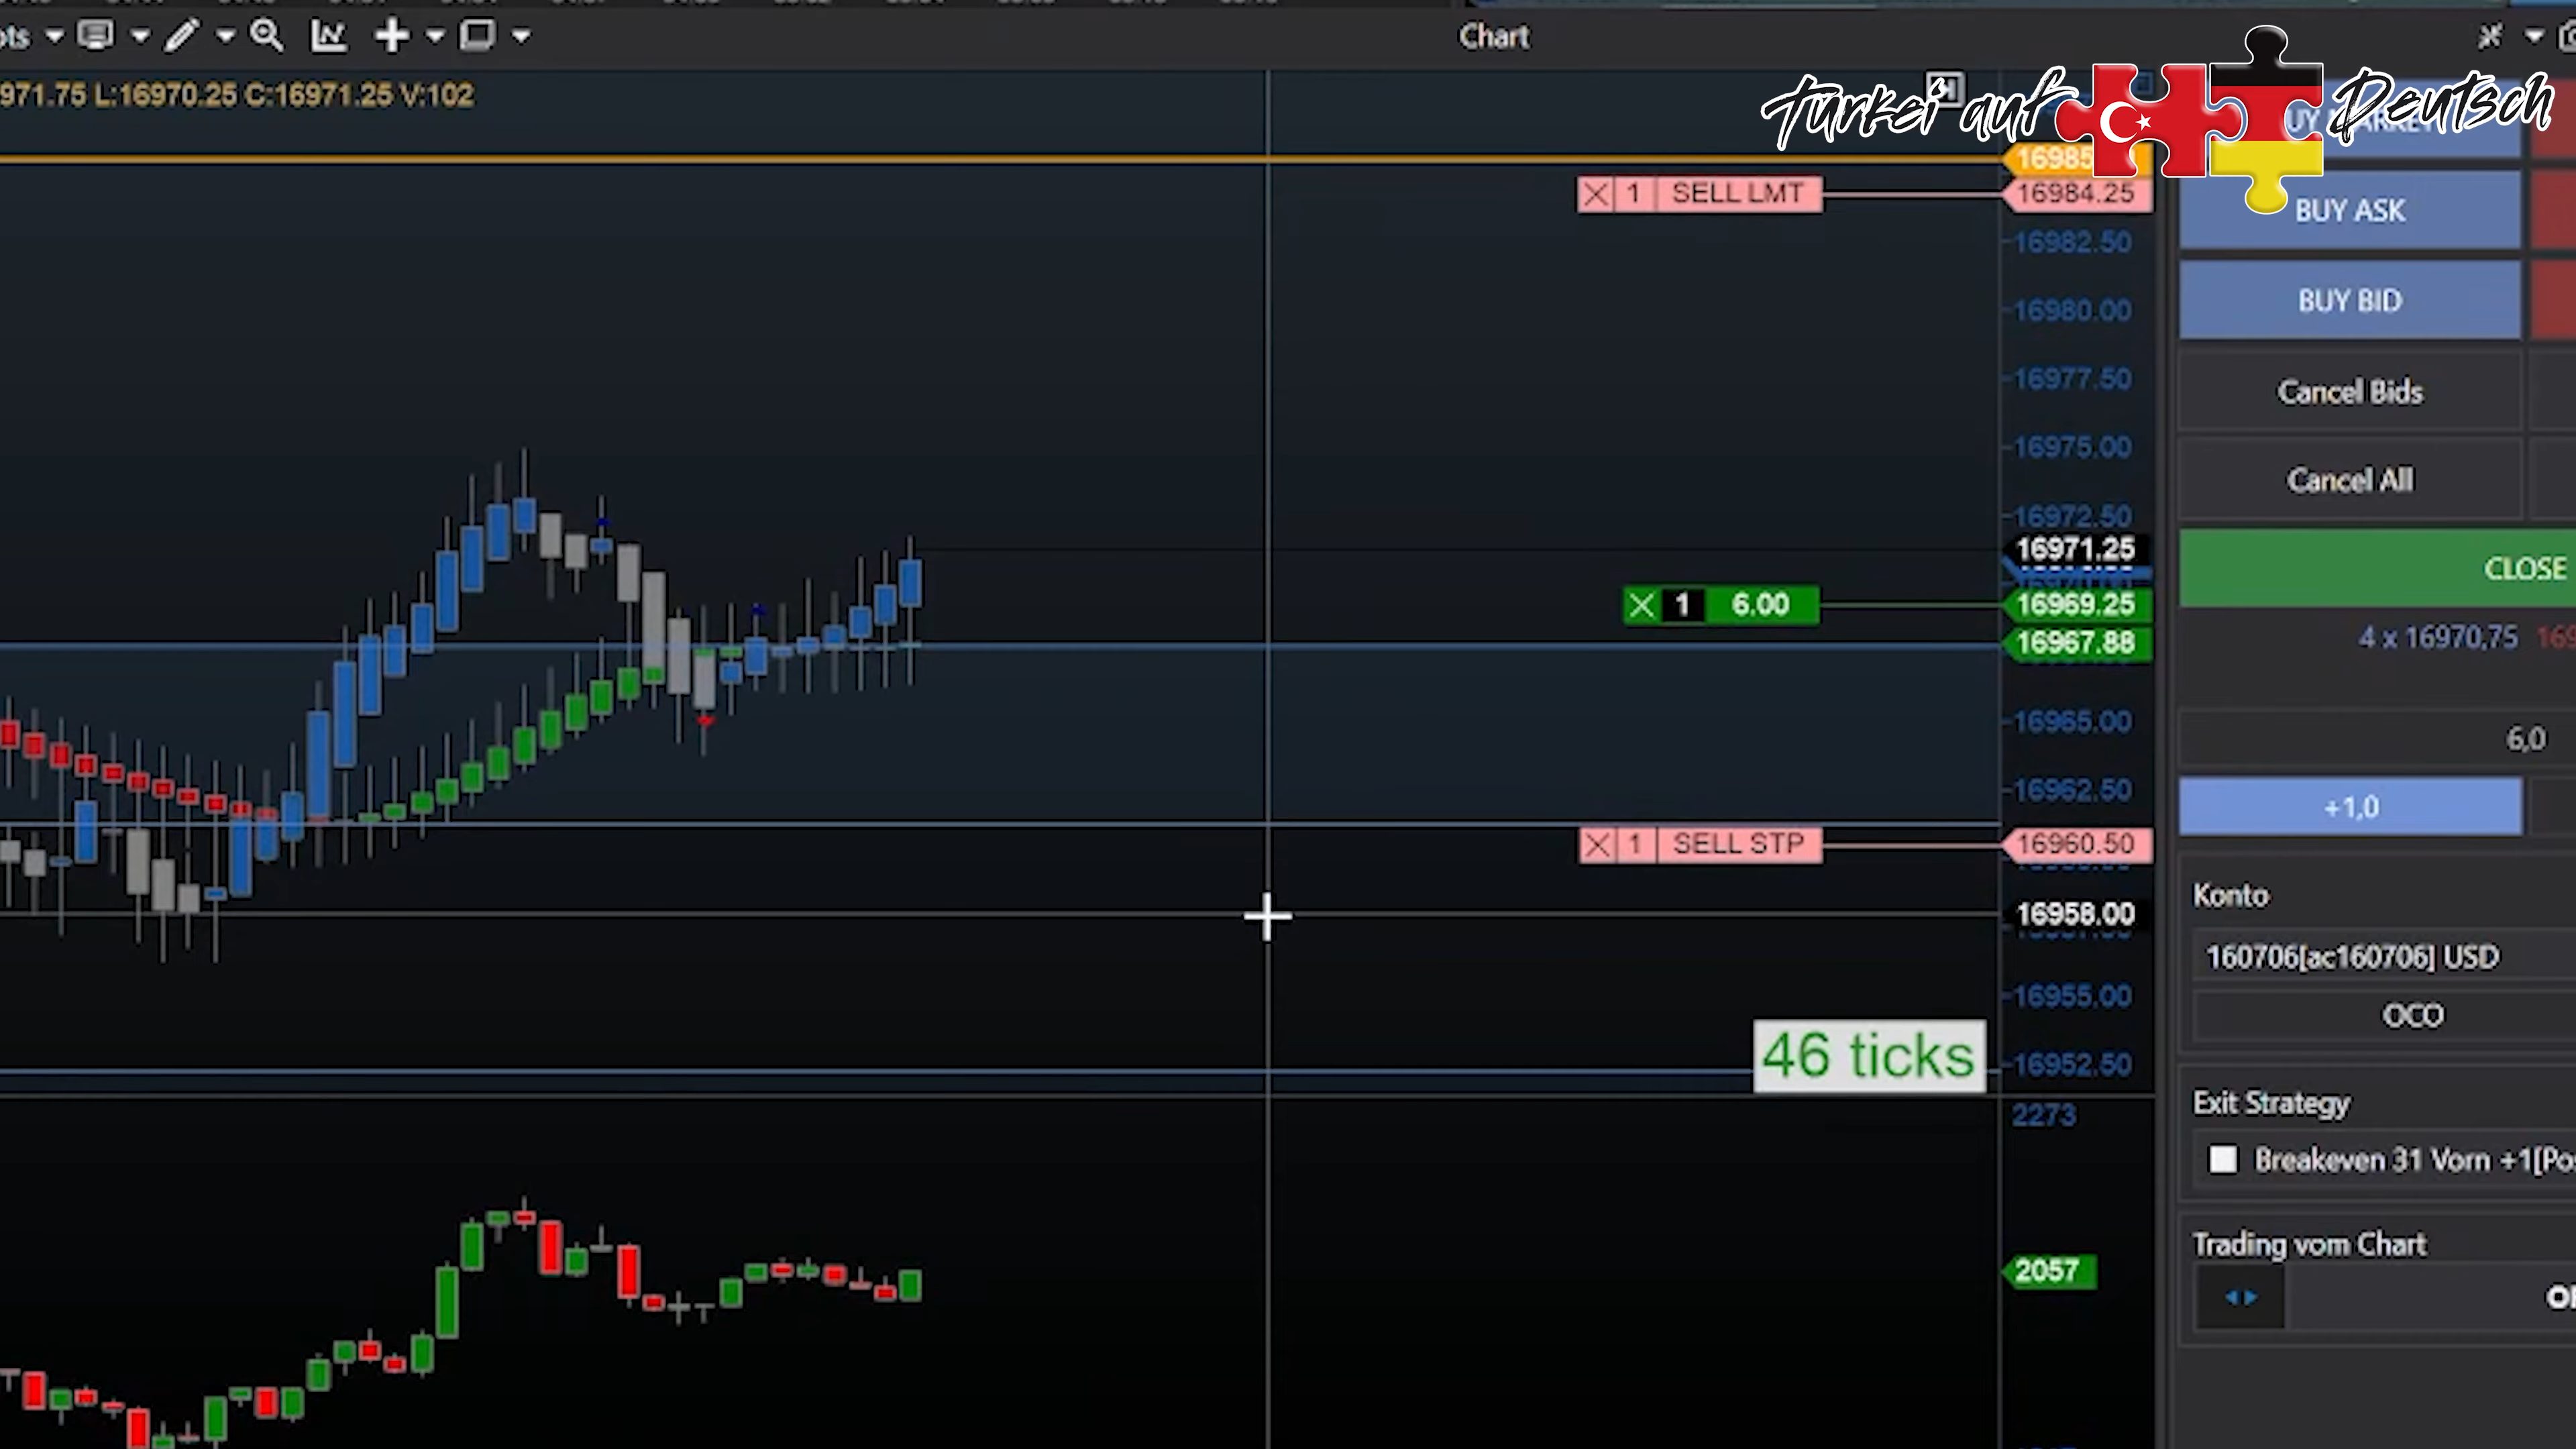 Chart
971.75 L:16970.25 C:16971.25 V:102
Türkei auf Deutsch
16985
1 SELL LMT 16984.25
BUY ASK
16982.50
BUY BID
16980.00
16977.50
Cancel Bids
16975.00
Cancel All
16972.50
16971.25
CLOSE
1 6.00 16969.25
16967.88
4 x 16970,75
16965.00
6,0
16962.50
+1,0
1 SELL STP 16960.50
Konto
16958.00
160706[ac160706] USD
16955.00
OCO
46 ticks
16952.50
Exit Strategy
2273
Breakeven 31 Vorn +1[Po
Trading vom Chart
2057